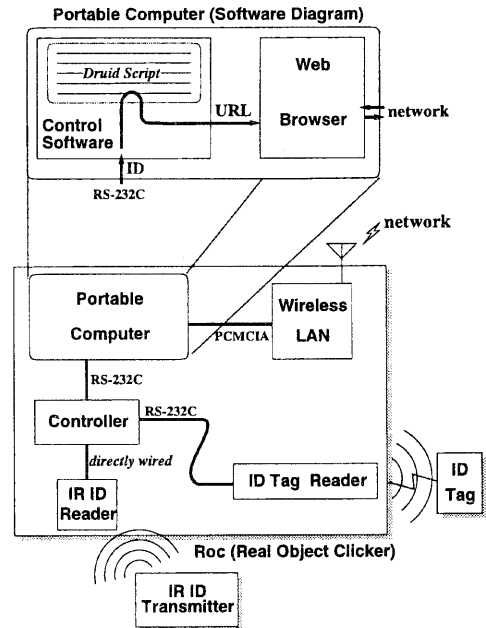 Portable Computer (Software Diagram)
Druid Script
Web
Browser
Control
Software
URL
network
ID
RS-232C
network
Portable
Computer
Wireless
LAN
PCMCIA
RS-232C
Controller
RS-232C
directly wired
IR ID
Reader
ID Tag Reader
ID
Tag
Roc (Real Object Clicker)
IR ID
Transmitter